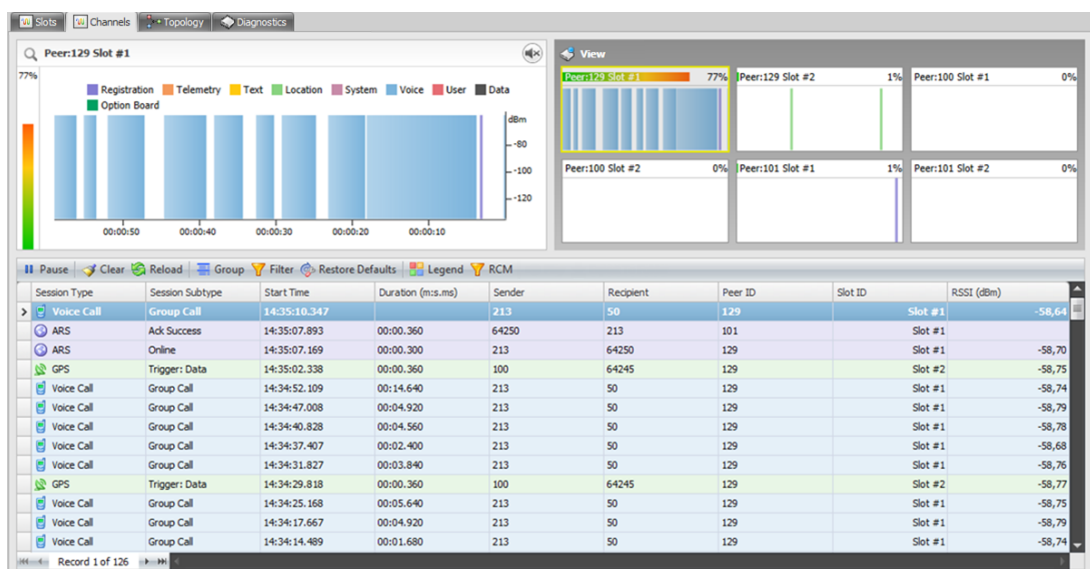 Slots Channels Topology Diagnostics
Peer:129 Slot #1
77%
Registration Telemetry Text Location System Voice User Data
Option Board
dBm
-80
-100
-120
00:00:50 00:00:40 00:00:30 00:00:20 00:00:10
View
Peer:129 Slot #1 77% Peer:129 Slot #2 1% Peer:100 Slot #1 0%
Peer:100 Slot #2 0% Peer:101 Slot #1 1% Peer:101 Slot #2 0%
Pause Clear Reload Group Filter Restore Defaults Legend RCM
Session Type Session Subtype Start Time Duration (m:s.ms) Sender Recipient Peer ID Slot ID RSSI (dBm)
Voice Call Group Call 14:35:10.347 213 50 129 Slot #1 -58,64
ARS Ack Success 14:35:07.893 00:00.360 64250 213 101 Slot #1
ARS Online 14:35:07.169 00:00.300 213 64250 129 Slot #1 -58,70
GPS Trigger: Data 14:35:02.338 00:00.360 100 64245 129 Slot #2 -58,75
Voice Call Group Call 14:34:52.109 00:14.640 213 50 129 Slot #1 -58,74
Voice Call Group Call 14:34:47.008 00:04.920 213 50 129 Slot #1 -58,79
Voice Call Group Call 14:34:40.828 00:04.560 213 50 129 Slot #1 -58,78
Voice Call Group Call 14:34:37.407 00:02.400 213 50 129 Slot #1 -58,68
Voice Call Group Call 14:34:31.827 00:03.840 213 50 129 Slot #1 -58,76
GPS Trigger: Data 14:34:29.818 00:00.360 100 64245 129 Slot #2 -58,77
Voice Call Group Call 14:34:25.168 00:05.640 213 50 129 Slot #1 -58,75
Voice Call Group Call 14:34:17.667 00:04.920 213 50 129 Slot #1 -58,79
Voice Call Group Call 14:34:14.489 00:01.680 213 50 129 Slot #1 -58,74
Record 1 of 126